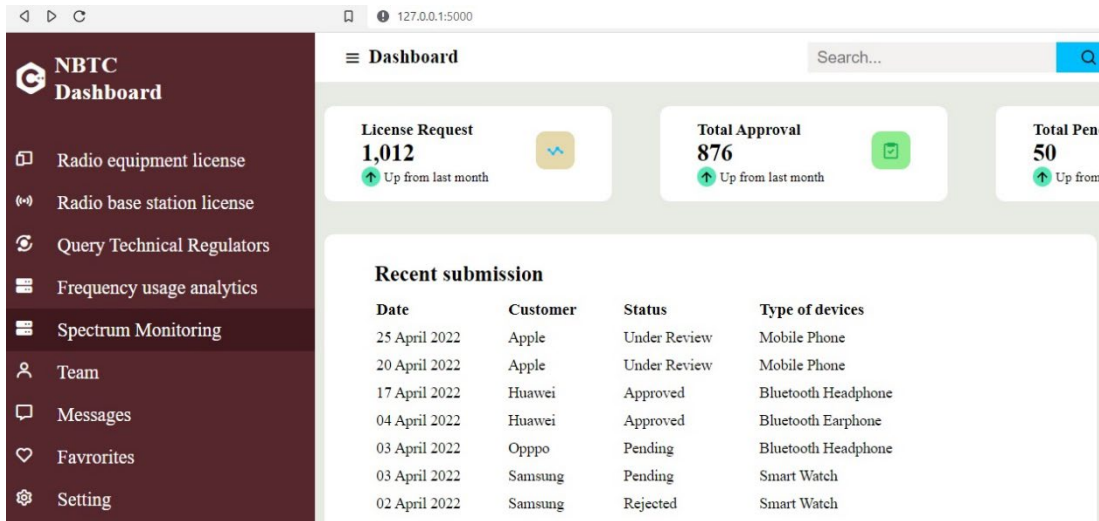 127.0.0.1:5000
NBTC
Dashboard
Radio equipment license
Radio base station license
Query Technical Regulators
Frequency usage analytics
Spectrum Monitoring
Team
Messages
Favrorites
Setting
Dashboard
Search...
License Request
1,012
Up from last month
Total Approval
876
Up from last month
Total Pen
50
Up from
Recent submission
Date Customer Status Type of devices
25 April 2022 Apple Under Review Mobile Phone
20 April 2022 Apple Under Review Mobile Phone
17 April 2022 Huawei Approved Bluetooth Headphone
04 April 2022 Huawei Approved Bluetooth Earphone
03 April 2022 Opppo Pending Bluetooth Headphone
03 April 2022 Samsung Pending Smart Watch
02 April 2022 Samsung Rejected Smart Watch